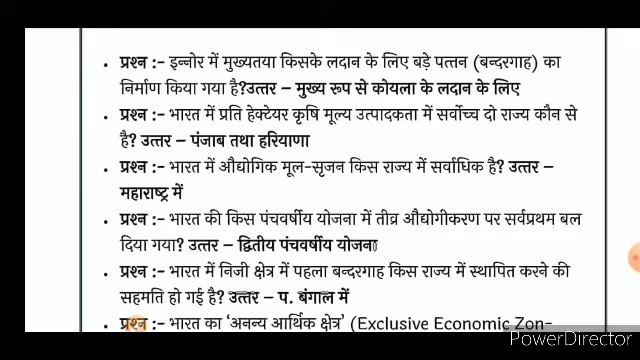 • प्रश्न :- इन्नोर में मुख्यतया किसके लदान के लिए बड़े पत्तन (बन्दरगाह) का
निर्माण किया गया है?उत्तर – मुख्य रूप से कोयला के लदान के लिए
• प्रश्न :- भारत में प्रति हेक्टेयर कृषि मूल्य उत्पादकता में सर्वोच्च दो राज्य कौन से
है? उत्तर – पंजाब तथा हरियाणा
• प्रश्न :- भारत में औद्योगिक मूल-सृजन किस राज्य में सर्वाधिक है? उत्तर –
महाराष्ट्र में
• प्रश्न :- भारत की किस पंचवर्षीय योजना में तीव्र औद्योगीकरण पर सर्वप्रथम बल
दिया गया? उत्तर – द्वितीय पंचवर्षीय योजना
• प्रश्न :- भारत में निजी क्षेत्र में पहला बन्दरगाह किस राज्य में स्थापित करने की
सहमति हो गई है? उत्तर – प. बंगाल में
• प्रश्न :- भारत का ‘अनन्य आर्थिक क्षेत्र’ (Exclusive Economic Zon-
PowerDirector